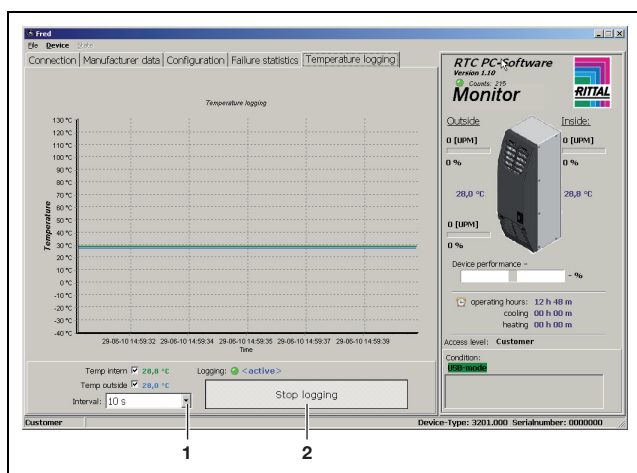 Fred
File Device State
Connection Manufacturer data Configuration Failure statistics Temperature logging
Temperature logging
130 °C
120 °C
110 °C
100 °C
90 °C
80 °C
70 °C
60 °C
50 °C
40 °C
30 °C
20 °C
10 °C
0 °C
-10 °C
-20 °C
-30 °C
-40 °C
Temperature
29-06-10 14:59:32 29-06-10 14:59:34 29-06-10 14:59:35 29-06-10 14:59:37 29-06-10 14:59:39
Time
Temp intern 28,8 °C
Temp outside 28,0 °C
Interval: 10 s
Logging: <active>
Stop logging
RTC PC-Software
Version 1.10
Counts: 215
Monitor
RITTAL
Outside Inside:
0 [UPM] 0 [UPM]
0 % 0 %
28,0 °C 28,8 °C
0 [UPM]
0 %
Device performance -
- %
operating hours: 12 h 48 m
cooling 00 h 00 m
heating 00 h 00 m
Access level: Customer
Condition:
USB-mode
Customer Device-Type: 3201.000 Serialnumber: 0000000
1 2